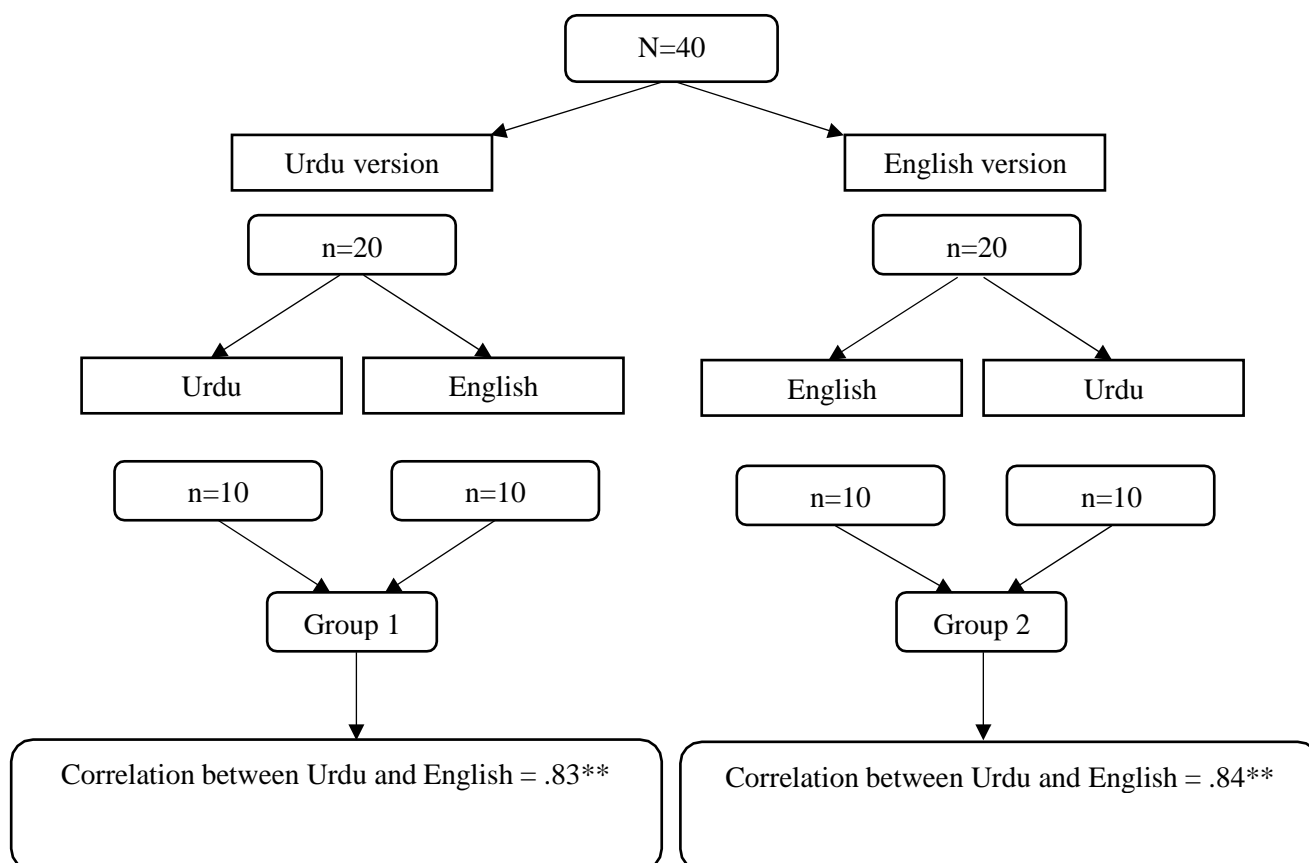 N=40
Urdu version
English version
n=20
n=20
Urdu
English
English
Urdu
n=10
n=10
n=10
n=10
Group 1
Group 2
Correlation between Urdu and English = .83**
Correlation between Urdu and English = .84**